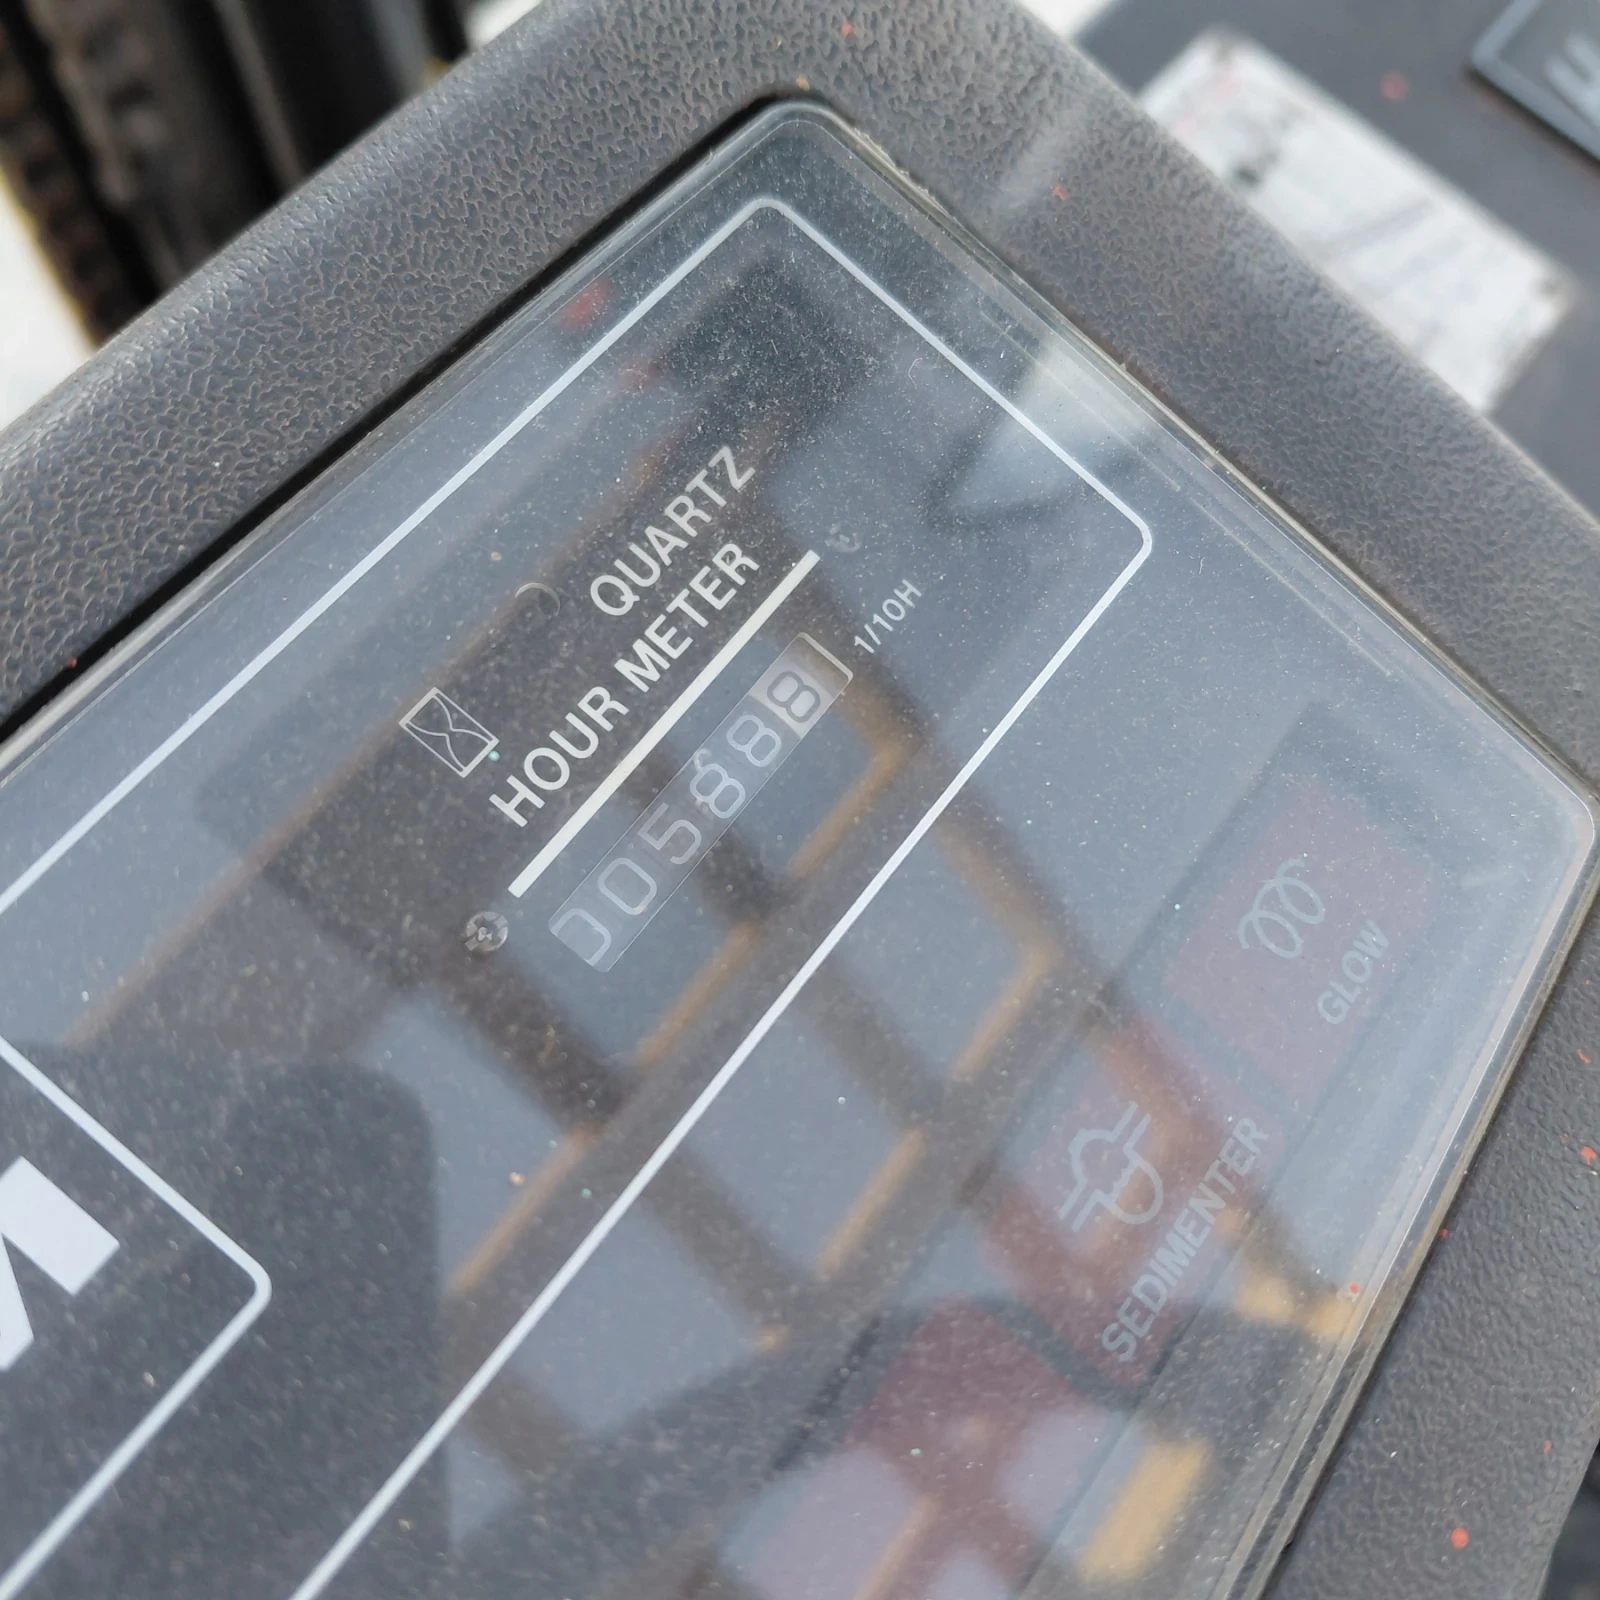 QUARTZ
HOUR METER
005888
1/10H
GLOW
SEDIMENTER